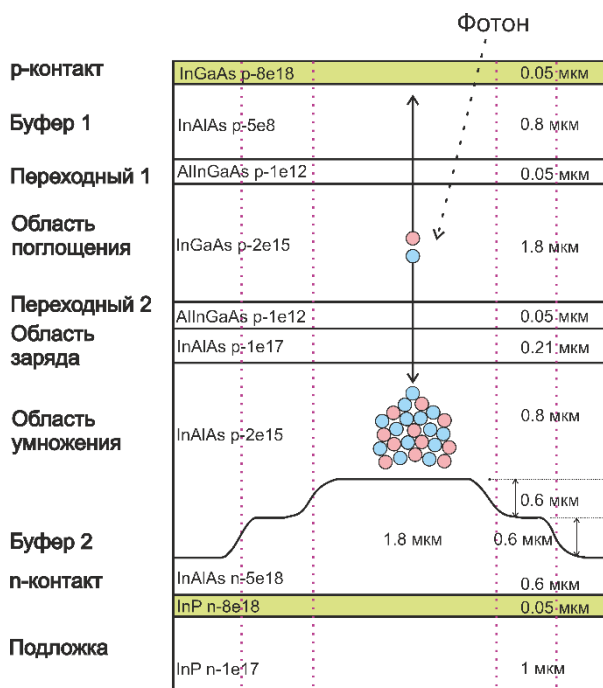 Фотон
p-контакт
InGaAs p-8e18
0.05 мкм
Буфер 1
InAlAs p-5e8
0.8 мкм
Переходный 1
AlInGaAs p-1e12
0.05 мкм
Область
поглощения
InGaAs p-2e15
1.8 мкм
Переходный 2
AlInGaAs p-1e12
0.05 мкм
Область
заряда
InAlAs p-1e17
0.21 мкм
Область
умножения
InAlAs p-2e15
0.8 мкм
0.6 мкм
Буфер 2
1.8 мкм
0.6 мкм
n-контакт
InAlAs n-5e18
0.6 мкм
InP n-8e18
0.05 мкм
Подложка
InP n-1e17
1 мкм